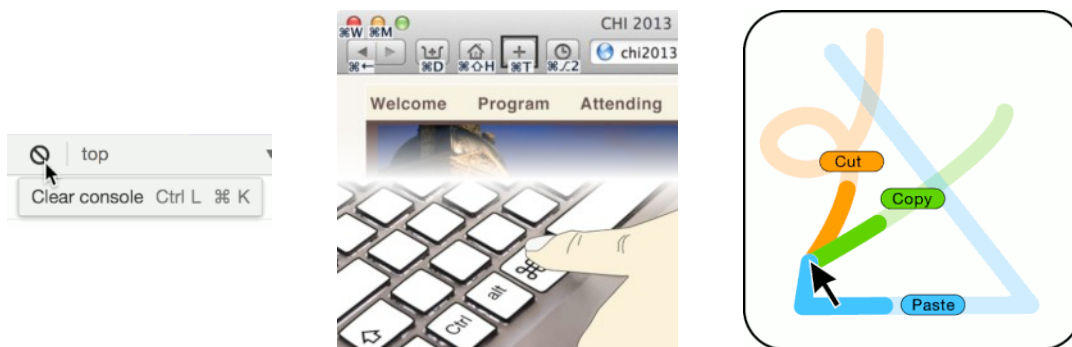 top
Clear console Ctrl L ⌘ K
CHI 2013
⌘W ⌘M
⌘← ⌘D ⌘⇧H ⌘T ⌘⌥2
chi2013
Welcome Program Attending
⌘
alt
Ctrl
Cut
Copy
Paste